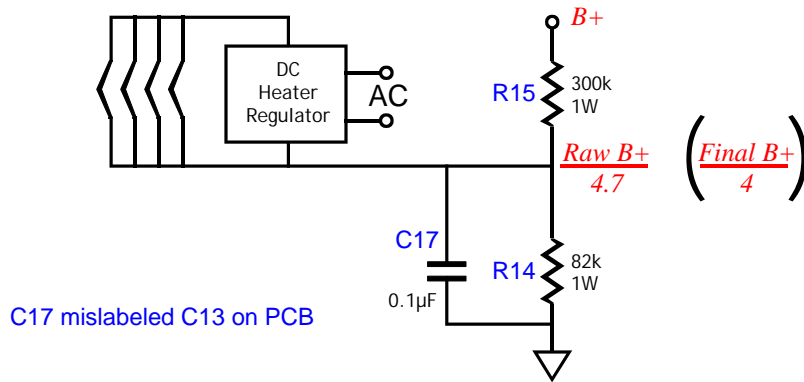 B+
DC
Heater
Regulator
AC
R15
300k
1W
Raw B+
4.7
Final B+
4
C17
0.1µF
R14
82k
1W
C17 mislabeled C13 on PCB